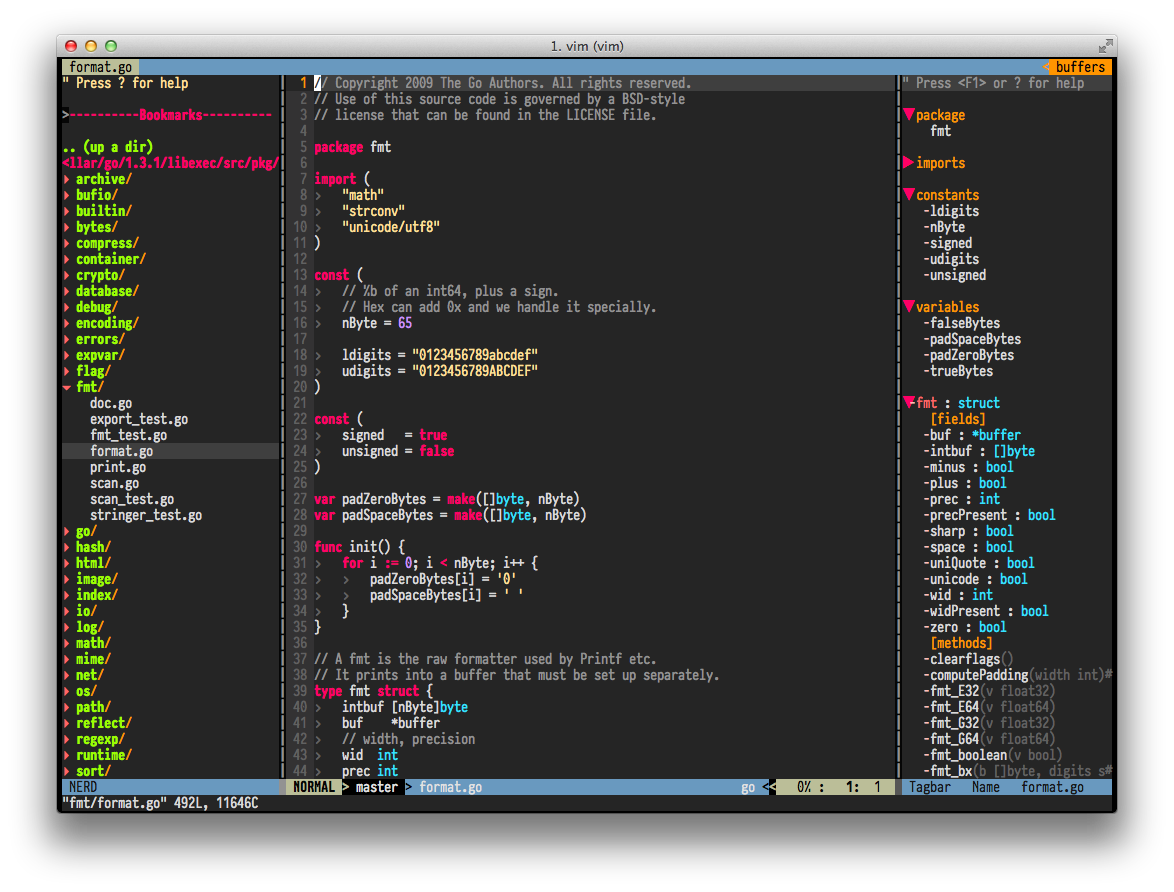 1. vim (vim)
format.go
< buffers
" Press ? for help
>----------Bookmarks----------
.. (up a dir)
<llar/go/1.3.1/libexec/src/pkg/
▸ archive/
▸ bufio/
▸ builtin/
▸ bytes/
▸ compress/
▸ container/
▸ crypto/
▸ database/
▸ debug/
▸ encoding/
▸ errors/
▸ expvar/
▸ flag/
▾ fmt/
doc.go
export_test.go
fmt_test.go
format.go
print.go
scan.go
scan_test.go
stringer_test.go
▸ go/
▸ hash/
▸ html/
▸ image/
▸ index/
▸ io/
▸ log/
▸ math/
▸ mime/
▸ net/
▸ os/
▸ path/
▸ reflect/
▸ regexp/
▸ runtime/
▸ sort/
NERD
1 // Copyright 2009 The Go Authors. All rights reserved.
2 // Use of this source code is governed by a BSD-style
3 // license that can be found in the LICENSE file.
4
5 package fmt
6
7 import (
8 › "math"
9 › "strconv"
10 › "unicode/utf8"
11 )
12
13 const (
14 › // %b of an int64, plus a sign.
15 › // Hex can add 0x and we handle it specially.
16 › nByte = 65
17
18 › ldigits = "0123456789abcdef"
19 › udigits = "0123456789ABCDEF"
20 )
21
22 const (
23 › signed   = true
24 › unsigned = false
25 )
26
27 var padZeroBytes = make([]byte, nByte)
28 var padSpaceBytes = make([]byte, nByte)
29
30 func init() {
31 › for i := 0; i < nByte; i++ {
32 › › padZeroBytes[i] = '0'
33 › › padSpaceBytes[i] = ' '
34 › }
35 }
36
37 // A fmt is the raw formatter used by Printf etc.
38 // It prints into a buffer that must be set up separately.
39 type fmt struct {
40 › intbuf [nByte]byte
41 › buf    *buffer
42 › // width, precision
43 › wid  int
44 › prec int
NORMAL > master > format.go go << 0% : 1: 1
" Press <F1> or ? for help
▼package
fmt
▶imports
▼constants
-ldigits
-nByte
-signed
-udigits
-unsigned
▼variables
-falseBytes
-padSpaceBytes
-padZeroBytes
-trueBytes
▼-fmt : struct
[fields]
-buf : *buffer
-intbuf : []byte
-minus : bool
-plus : bool
-prec : int
-precPresent : bool
-sharp : bool
-space : bool
-uniQuote : bool
-unicode : bool
-wid : int
-widPresent : bool
-zero : bool
[methods]
-clearflags()
-computePadding(width int)#
-fmt_E32(v float32)
-fmt_E64(v float64)
-fmt_G32(v float32)
-fmt_G64(v float64)
-fmt_boolean(v bool)
-fmt_bx(b []byte, digits s#
Tagbar Name format.go
"fmt/format.go" 492L, 11646C